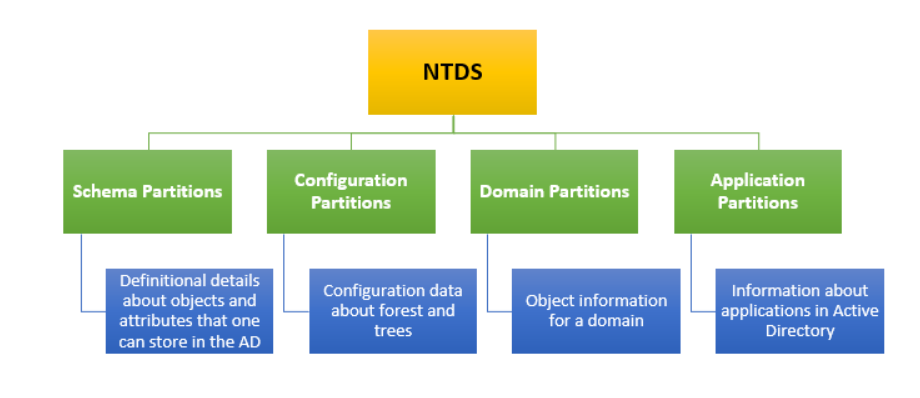 NTDS
Schema Partitions
Configuration
Partitions
Domain Partitions
Application
Partitions
Definitional details
about objects and
attributes that one
can store in the AD
Configuration data
about forest and
trees
Object information
for a domain
Information about
applications in Active
Directory